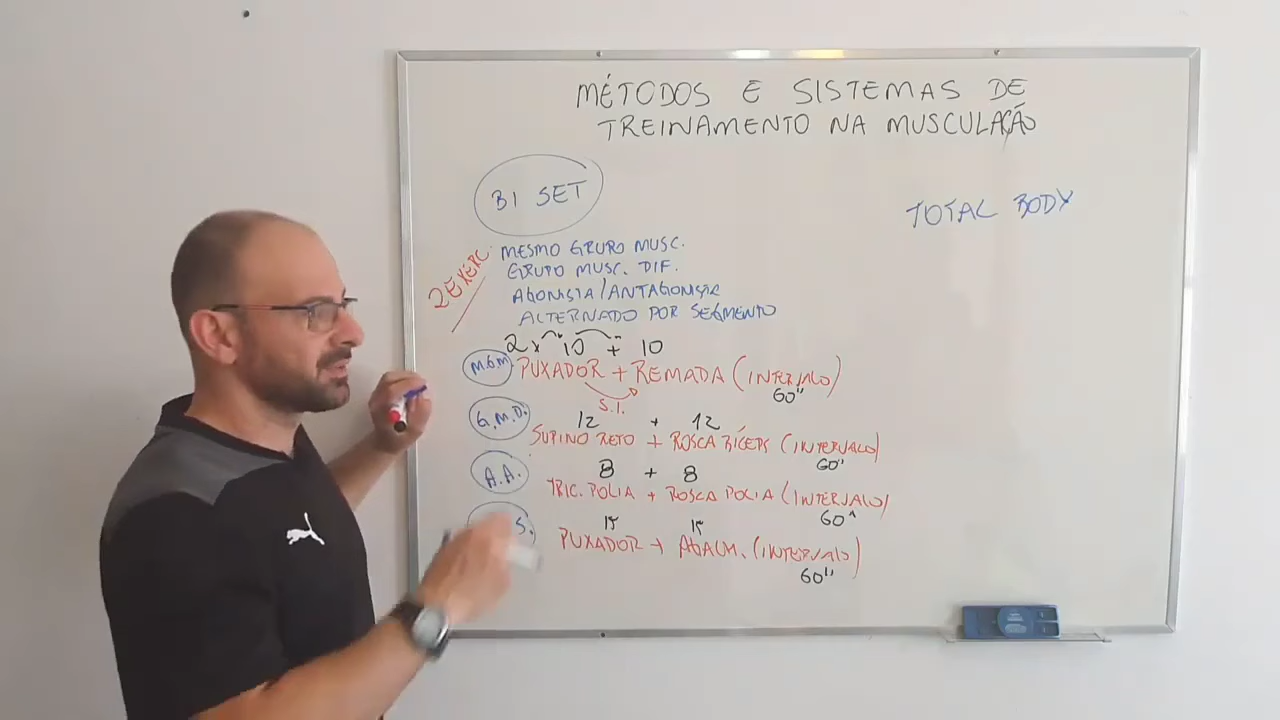 MÉTODOS E SISTEMAS DE
TREINAMENTO NA MUSCULAÇÃO
BI SET
TOTAL BODY
2 EXERC.
MESMO GRUPO MUSC.
GRUPO MUSC. DIF.
AGONISTA/ANTAGONISTA
ALTERNADO POR SEGMENTO
2 x 10 + 10
M.G.M PUXADOR + REMADA (INTERVALO)
S.I.
60"
12 + 12
G.M.D. SUPINO RETO + ROSCA BÍCEPS (INTERVALO)
60"
8 + 8
A.A. TRIC. POLIA + ROSCA POLIA (INTERVALO)
60"
15 15
S. PUXADOR + AGACH. (INTERVALO)
60"